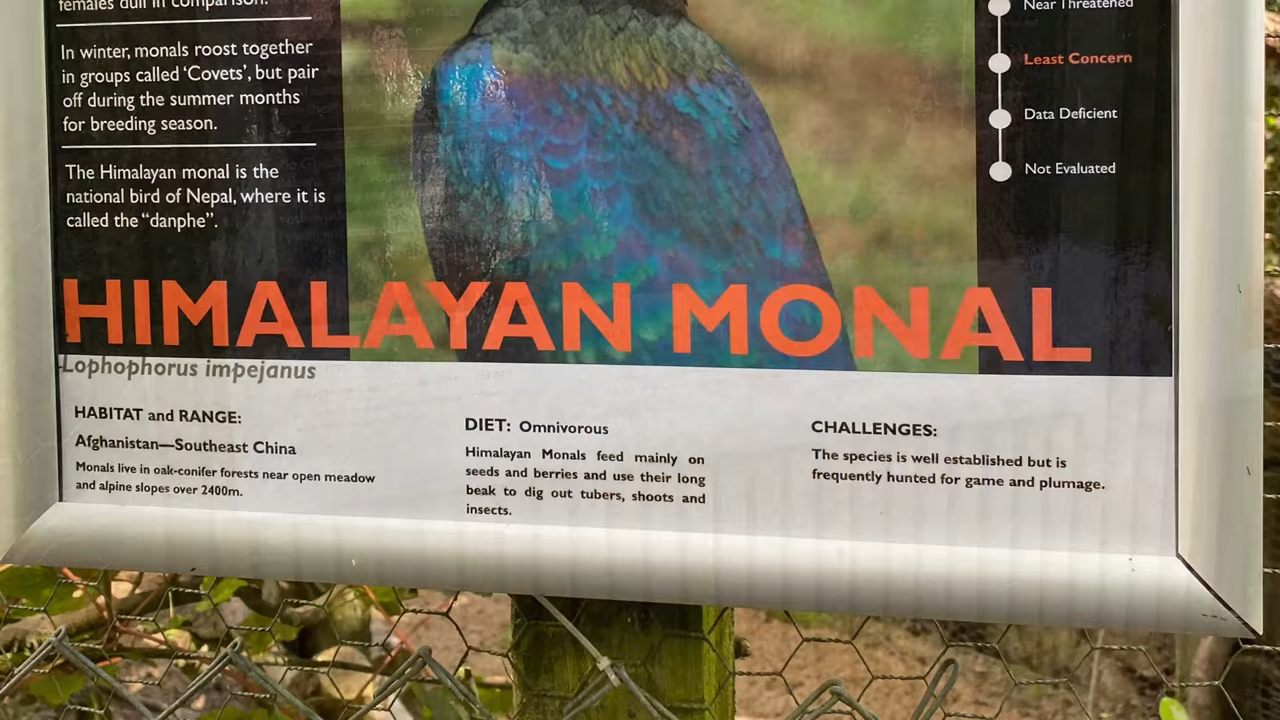 females dull in comparison.
In winter, monals roost together
in groups called ‘Covets’, but pair
off during the summer months
for breeding season.
The Himalayan monal is the
national bird of Nepal, where it is
called the “danphe”.
Near Threatened
Least Concern
Data Deficient
Not Evaluated
HIMALAYAN MONAL
Lophophorus impejanus
HABITAT and RANGE:
Afghanistan—Southeast China
Monals live in oak-conifer forests near open meadow
and alpine slopes over 2400m.
DIET: Omnivorous
Himalayan Monals feed mainly on
seeds and berries and use their long
beak to dig out tubers, shoots and
insects.
CHALLENGES:
The species is well established but is
frequently hunted for game and plumage.